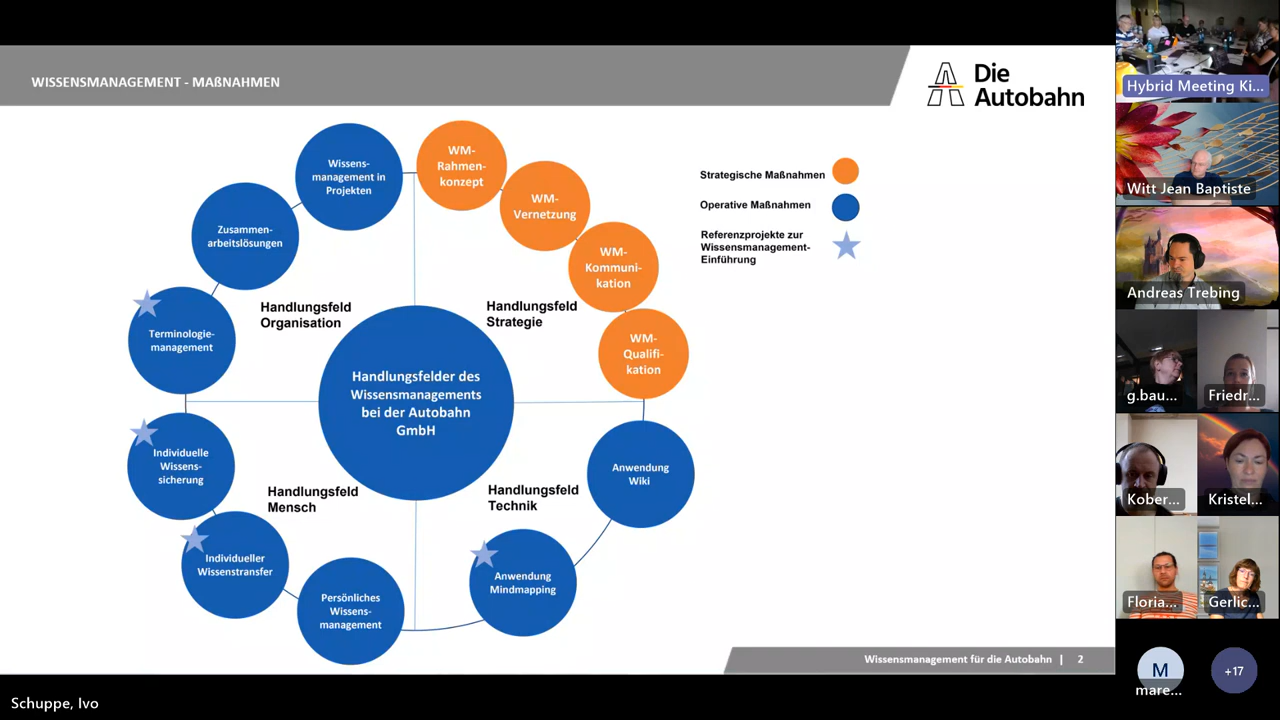 WISSENSMANAGEMENT - MAßNAHMEN
Die
Autobahn
Wissens-
management in
Projekten
WM-
Rahmen-
konzept
WM-
Vernetzung
WM-
Kommuni-
kation
WM-
Qualifi-
kation
Zusammen-
arbeitslösungen
Terminologie-
management
Handlungsfeld
Organisation
Handlungsfeld
Strategie
Handlungsfelder des
Wissensmanagements
bei der Autobahn
GmbH
Individuelle
Wissens-
sicherung
Individueller
Wissenstransfer
Persönliches
Wissens-
management
Handlungsfeld
Mensch
Handlungsfeld
Technik
Anwendung
Wiki
Anwendung
Mindmapping
Strategische Maßnahmen
Operative Maßnahmen
Referenzprojekte zur
Wissensmanagement-
Einführung
Wissensmanagement für die Autobahn | 2
Schuppe, Ivo
Hybrid Meeting Ki...
Witt Jean Baptiste
Andreas Trebing
g.bau...
Friedr...
Kober...
Kristel...
Floria...
Gerlic...
M
mare...
+17